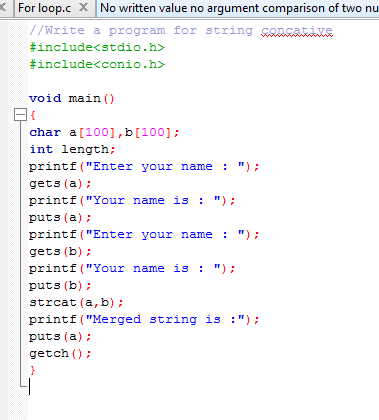 For loop.c No written value no argument comparison of two nu
//Write a program for string concative
#include<stdio.h>
#include<conio.h>
void main()
{
char a[100],b[100];
int length;
printf("Enter your name : ");
gets(a);
printf("Your name is : ");
puts(a);
printf("Enter your name : ");
gets(b);
printf("Your name is : ");
puts(b);
strcat(a,b);
printf("Merged string is :");
puts(a);
getch();
}